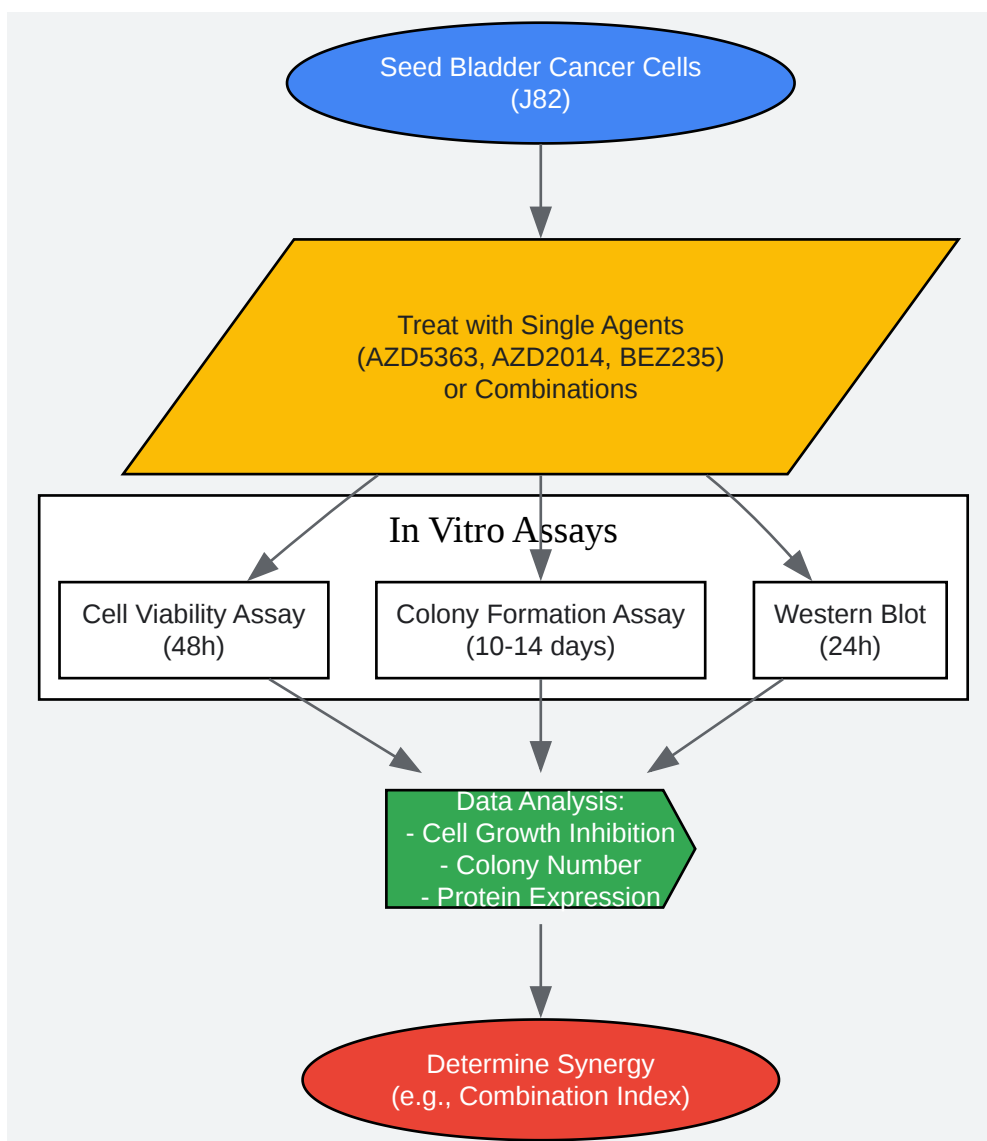 Seed Bladder Cancer Cells
(J82)
Treat with Single Agents
(AZD5363, AZD2014, BEZ235)
or Combinations
In Vitro Assays
Cell Viability Assay
(48h)
Colony Formation Assay
(10-14 days)
Western Blot
(24h)
Data Analysis:
- Cell Growth Inhibition
- Colony Number
- Protein Expression
Determine Synergy
(e.g., Combination Index)